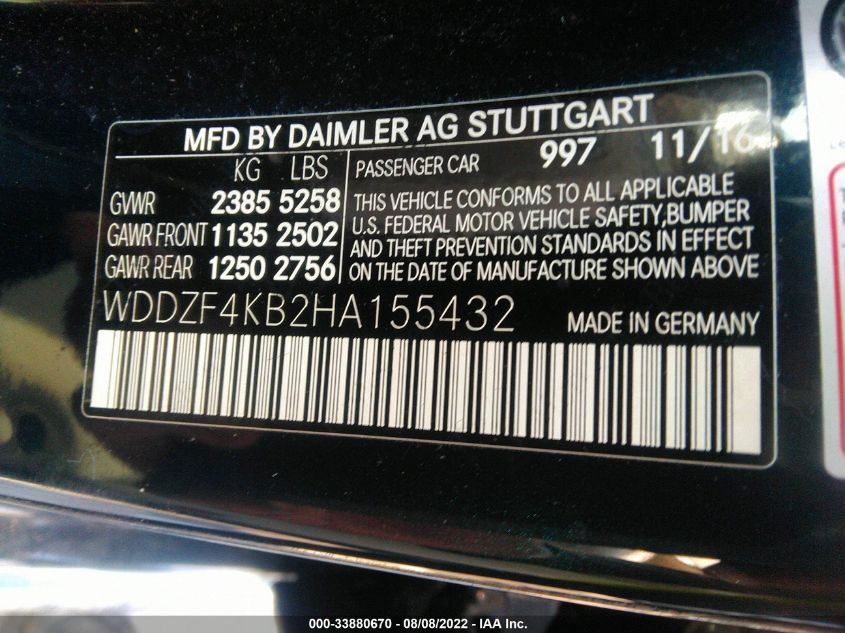 MFD BY DAIMLER AG STUTTGART
KG LBS
GVWR 2385 5258
GAWR FRONT 1135 2502
GAWR REAR 1250 2756
PASSENGER CAR 997 11/16
THIS VEHICLE CONFORMS TO ALL APPLICABLE
U.S. FEDERAL MOTOR VEHICLE SAFETY,BUMPER
AND THEFT PREVENTION STANDARDS IN EFFECT
ON THE DATE OF MANUFACTURE SHOWN ABOVE
WDDZF4KB2HA155432 MADE IN GERMANY
000-33880670 - 08/08/2022 - IAA Inc.